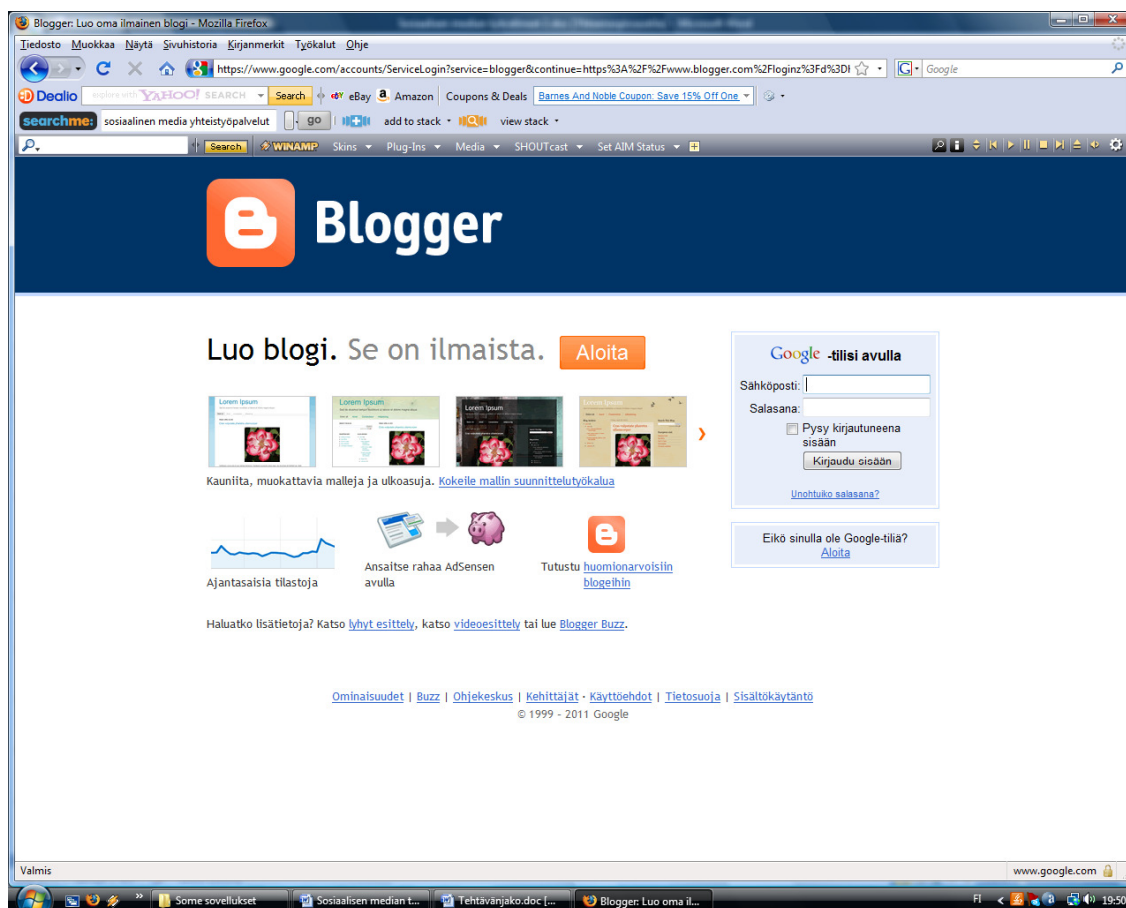 Blogger: Luo oma ilmainen blogi - Mozilla Firefox
Tiedosto Muokkaa Näytä Sivuhistoria Kirjanmerkit Työkalut Ohje
https://www.google.com/accounts/ServiceLogin?service=blogger&continue=https%3A%2F%2Fwww.blogger.com%2Floginz%3Fd%3D Google
Dealio explore with YAHOO! SEARCH Search eBay Amazon Coupons & Deals Barnes And Noble Coupon: Save 15% Off One
searchme: sosiaalinen media yhteistyöpalvelut go add to stack view stack
Search WINAMP Skins Plug-Ins Media SHOUTcast Set AIM Status
Blogger
Luo blogi. Se on ilmaista. Aloita
Lorem Ipsum
Lorem Ipsum
Lorem Ipsum
Lorem Ipsum
Kauniita, muokattavia malleja ja ulkoasuja. Kokeile mallin suunnittelutyökalua
Ajantasaisia tilastoja
Ansaitse rahaa AdSensen
avulla
Tutustu huomionarvoisiin
blogeihin
Haluatko lisätietoja? Katso lyhyt esittely, katso videoesittely tai lue Blogger Buzz.
Google -tilisi avulla
Sähköposti:
Salasana:
Pysy kirjautuneena
sisään
Kirjaudu sisään
Unohtuiko salasana?
Eikö sinulla ole Google-tiliä?
Aloita
Ominaisuudet | Buzz | Ohjekeskus | Kehittäjät - Käyttöehdot | Tietosuoja | Sisältökäytäntö
© 1999 - 2011 Google
Valmis
www.google.com
Some sovellukset Sosiaalisen median t... Tehtävänjako.doc [... Blogger: Luo oma il... FI 19:50